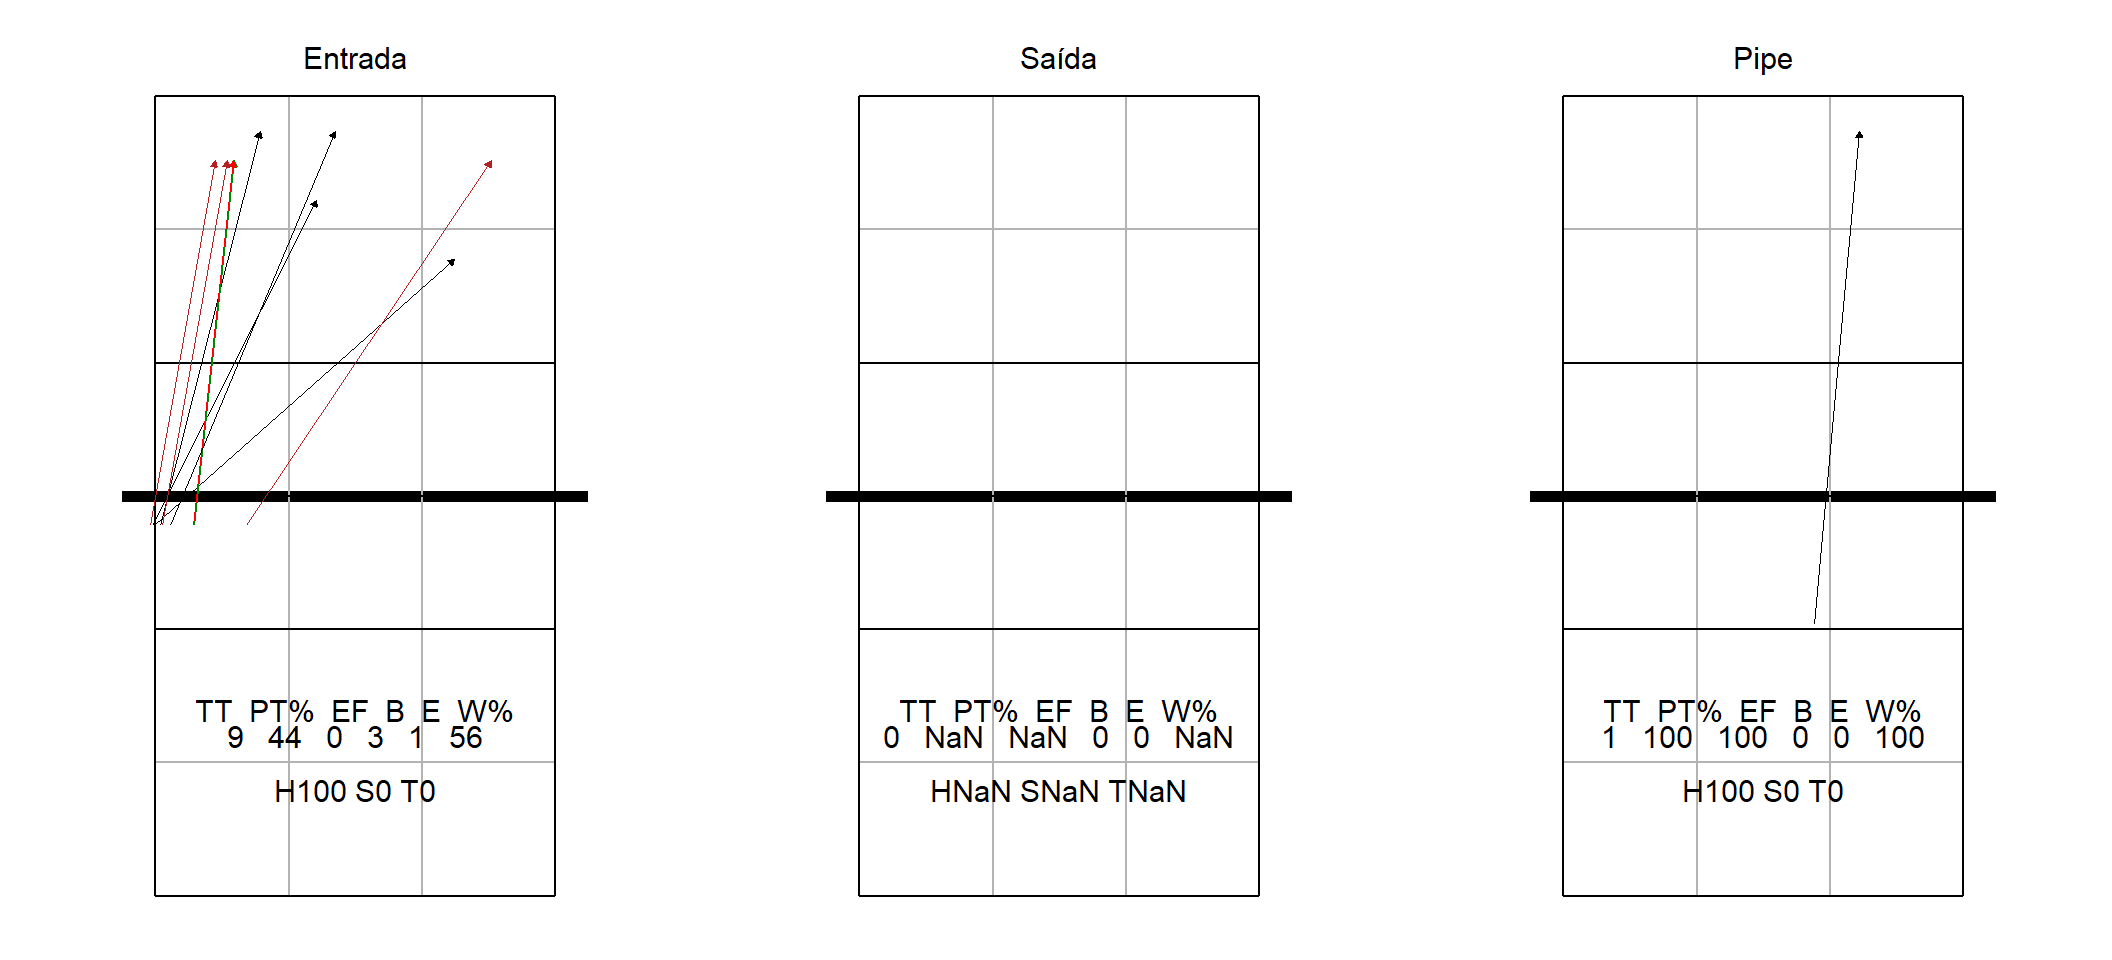 Entrada
TT PT% EF B E W%
9 44 0 3 1 56
H100 S0 T0
Saída
TT PT% EF B E W%
0 NaN NaN 0 0 NaN
HNaN SNaN TNaN
Pipe
TT PT% EF B E W%
1 100 100 0 0 100
H100 S0 T0